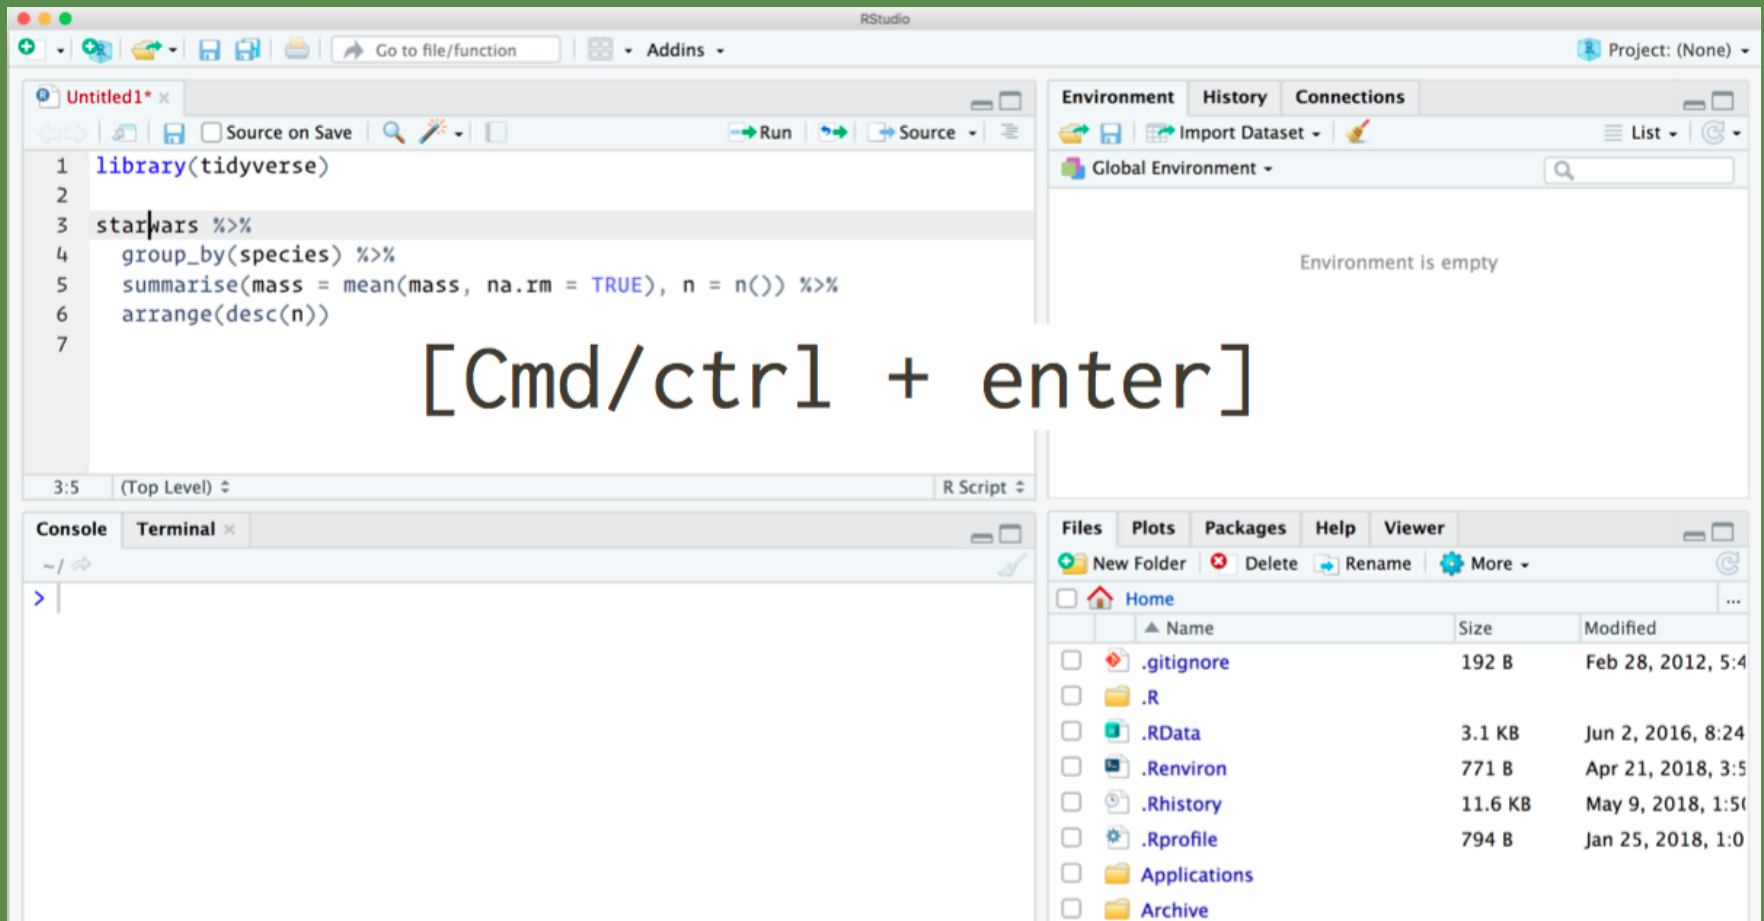 RStudio
Go to file/function
Addins
Project: (None)
Untitled1*
Source on Save
Run
Source
1 library(tidyverse)
2
3 starwars %>%
4   group_by(species) %>%
5   summarise(mass = mean(mass, na.rm = TRUE), n = n()) %>%
6   arrange(desc(n))
7
[Cmd/ctrl + enter]
3:5 (Top Level) R Script
Environment History Connections
Import Dataset List
Global Environment
Environment is empty
Console Terminal
~/
>
Files Plots Packages Help Viewer
New Folder Delete Rename More
Home ...
Name Size Modified
.gitignore 192 B Feb 28, 2012, 5:4
.R
.RData 3.1 KB Jun 2, 2016, 8:24
.Renviron 771 B Apr 21, 2018, 3:5
.Rhistory 11.6 KB May 9, 2018, 1:50
.Rprofile 794 B Jan 25, 2018, 1:0
Applications
Archive